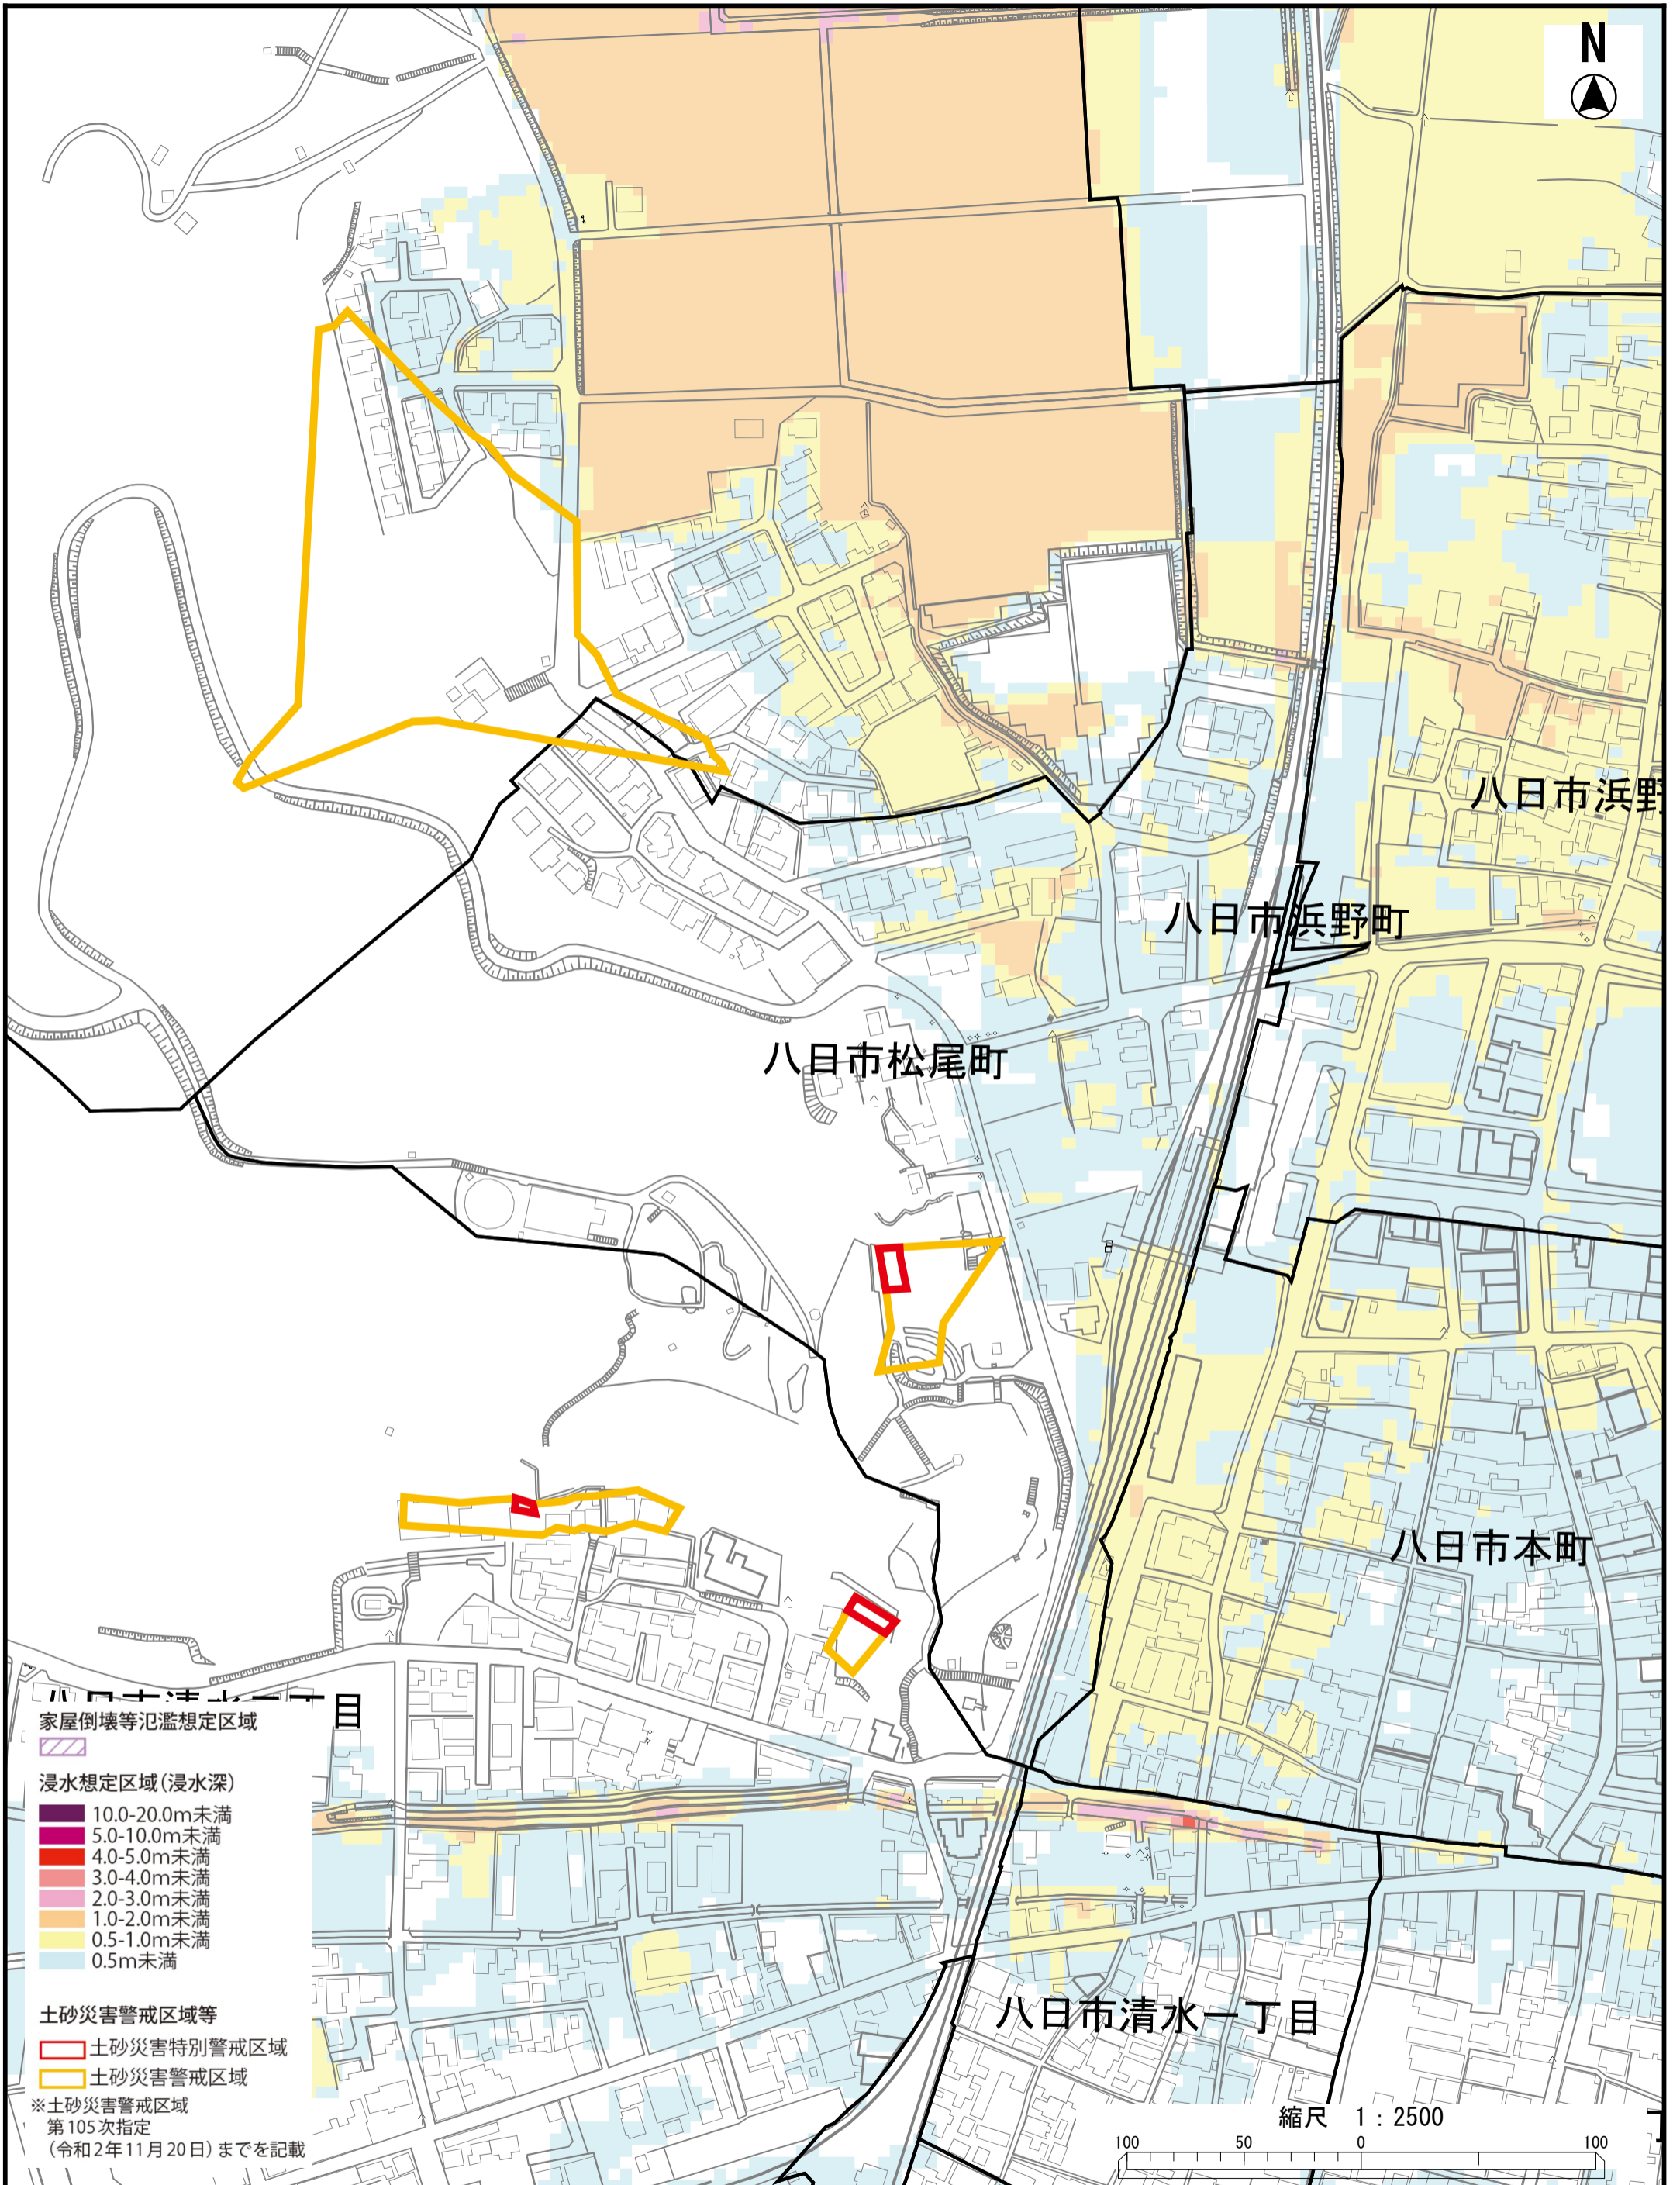 N
八日市浜野
八日市浜野町
八日市松尾町
八日市本町
八日市清水二丁目
家屋倒壊等氾濫想定区域
浸水想定区域(浸水深)
10.0-20.0m未満
5.0-10.0m未満
4.0-5.0m未満
3.0-4.0m未満
2.0-3.0m未満
1.0-2.0m未満
0.5-1.0m未満
0.5m未満
土砂災害警戒区域等
土砂災害特別警戒区域
土砂災害警戒区域
※土砂災害警戒区域
第105次指定
(令和2年11月20日)までを記載
八日市清水一丁目
縮尺 1:2500
100 50 0 100